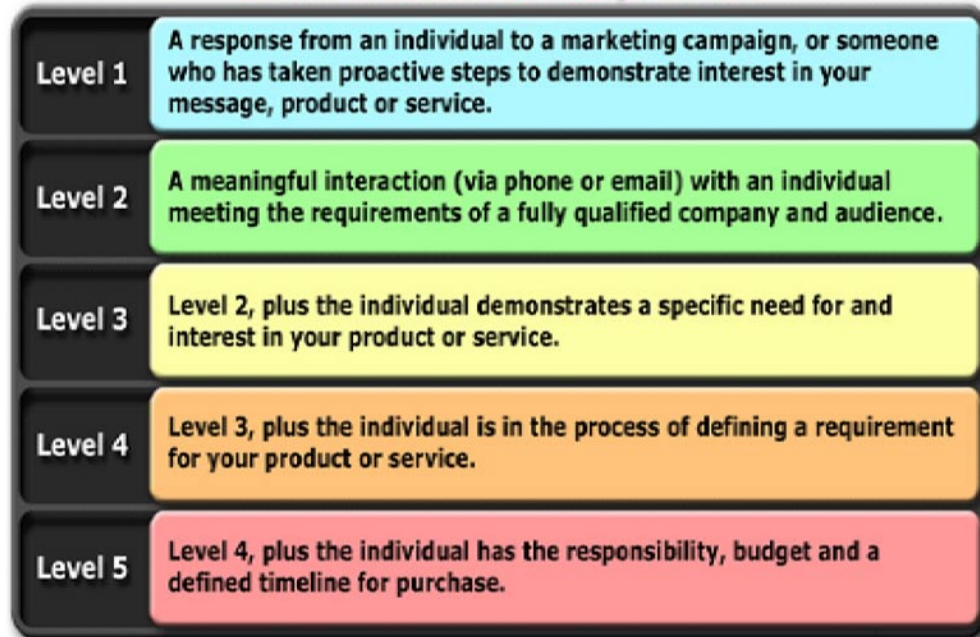 Level 1
A response from an individual to a marketing campaign, or someone
who has taken proactive steps to demonstrate interest in your
message, product or service.
Level 2
A meaningful interaction (via phone or email) with an individual
meeting the requirements of a fully qualified company and audience.
Level 3
Level 2, plus the individual demonstrates a specific need for and
interest in your product or service.
Level 4
Level 3, plus the individual is in the process of defining a requirement
for your product or service.
Level 5
Level 4, plus the individual has the responsibility, budget and a
defined timeline for purchase.